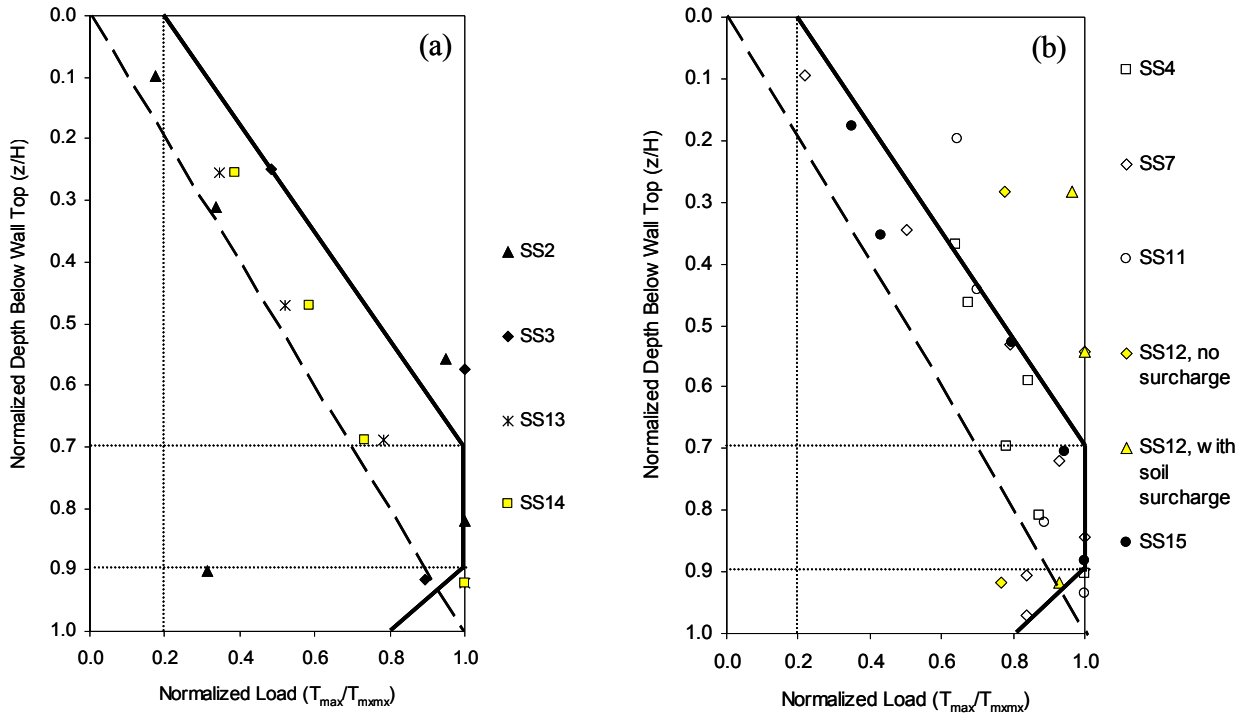 (a)
Normalized Depth Below Wall Top (z/H)
0.0
0.1
0.2
0.3
0.4
0.5
0.6
0.7
0.8
0.9
1.0
0.0 0.2 0.4 0.6 0.8 1.0
Normalized Load (Tmax/Tmxmx)
SS2
SS3
SS13
SS14
(b)
Normalized Depth Below Wall Top (z/H)
0.0
0.1
0.2
0.3
0.4
0.5
0.6
0.7
0.8
0.9
1.0
0.0 0.2 0.4 0.6 0.8 1.0
Normalized Load (Tmax/Tmxmx)
SS4
SS7
SS11
SS12, no
surcharge
SS12, with
soil
surcharge
SS15